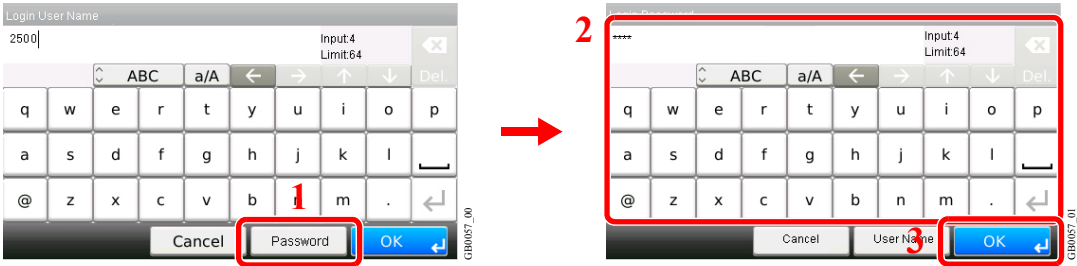 Login User Name
2500
Input:4
Limit:64
ABC a/A Del.
q w e r t y u i o p
a s d f g h j k l
@ z x c v b n m .
1
Cancel Password OK
GB0057_00
2
Login Password
****
Input:4
Limit:64
ABC a/A Del.
q w e r t y u i o p
a s d f g h j k l
@ z x c v b n m .
Cancel User Name OK
3
GB0057_01